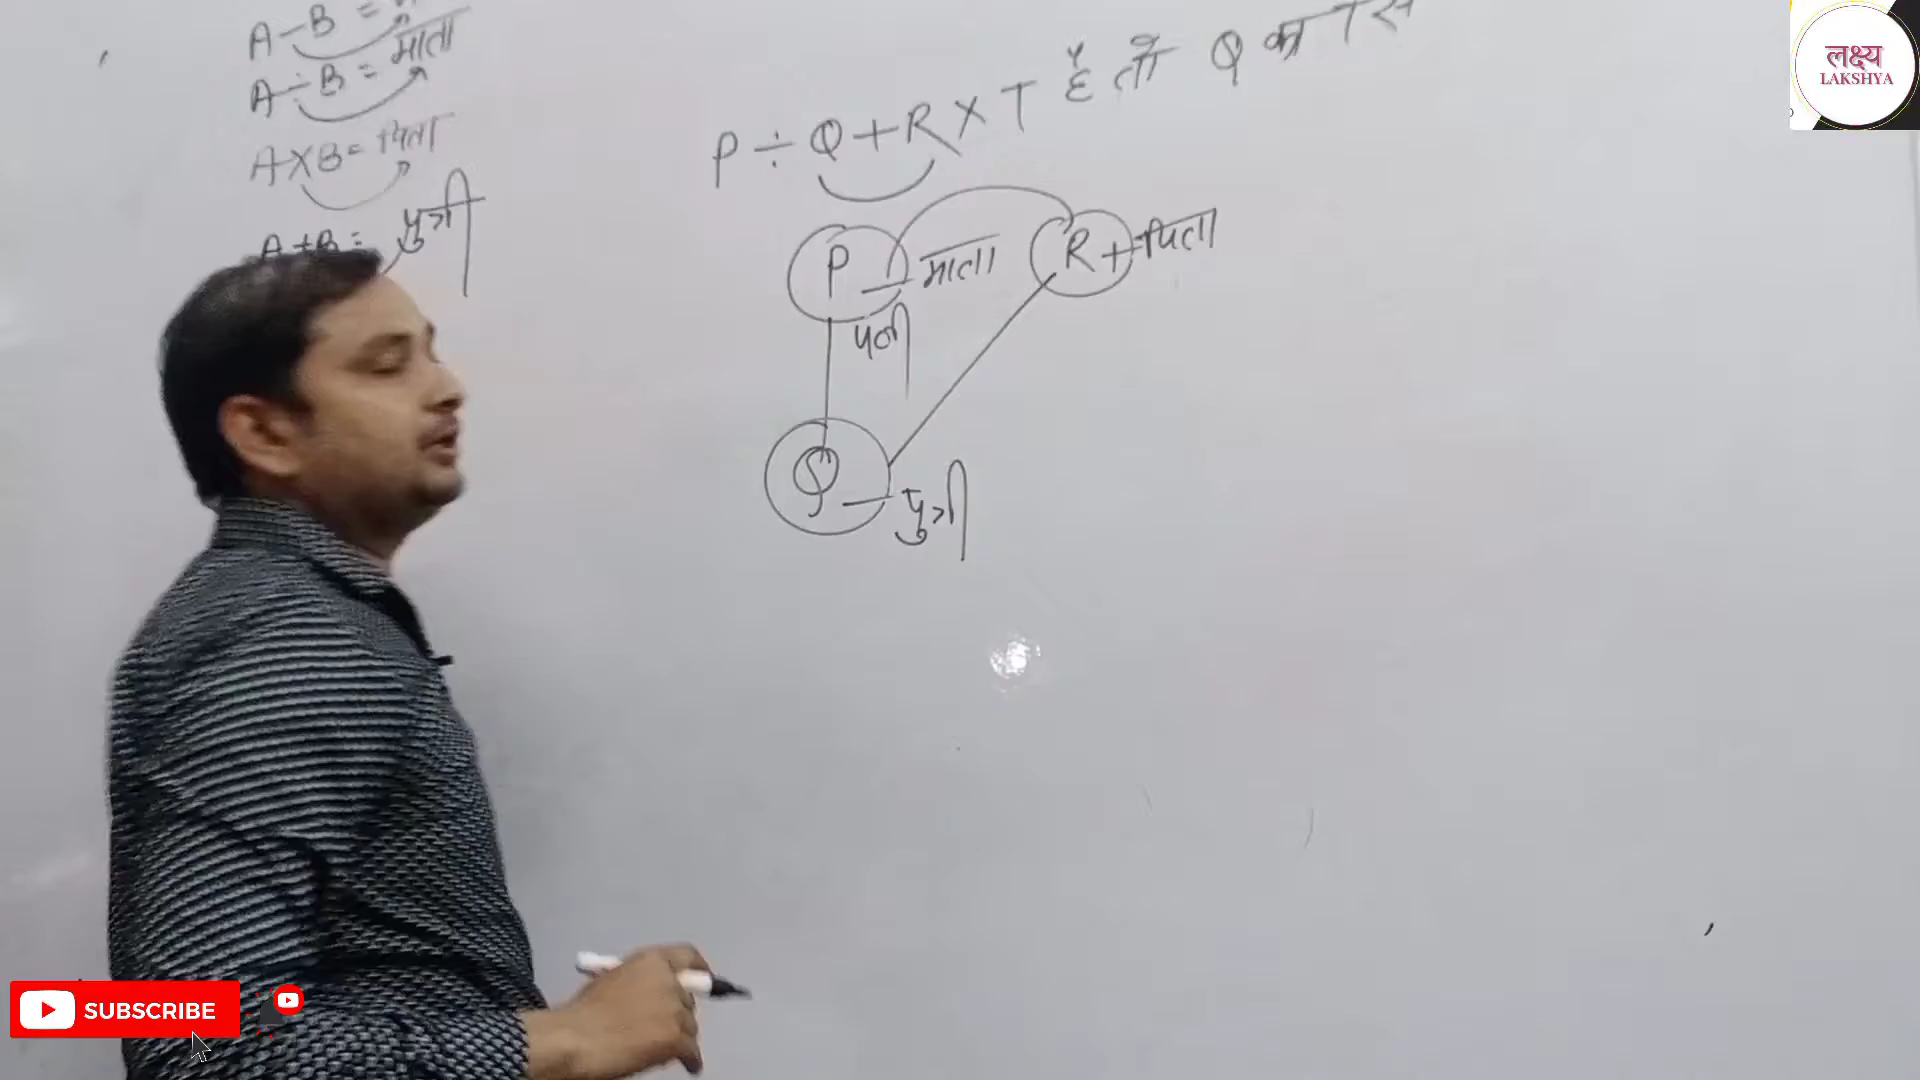 A - B =
A ÷ B = माता
A X B = पिता
A + B = पुत्री
P ÷ Q + R X T है तो Q का T से
P - माता
R + पिता
पत्नी
Q - पुत्री
लक्ष्य
LAKSHYA
SUBSCRIBE